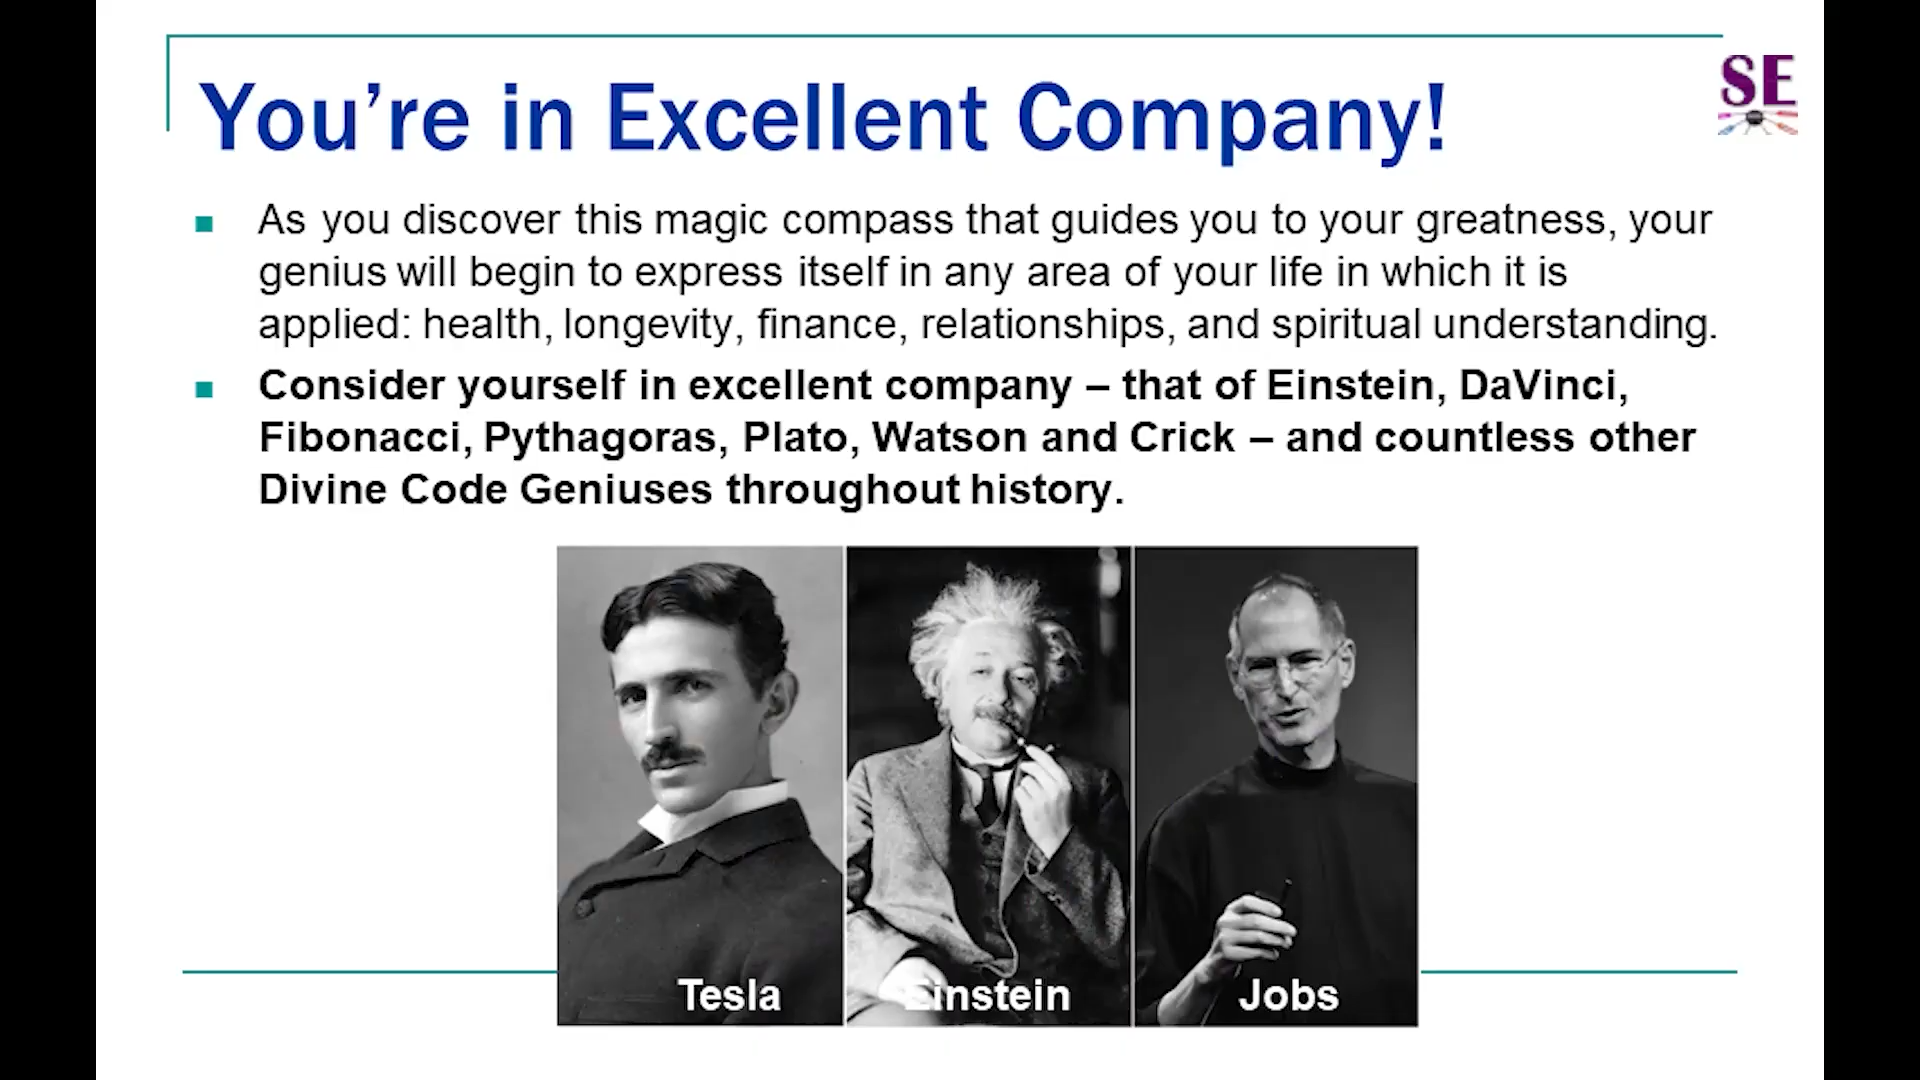 You're in Excellent Company!
SE
As you discover this magic compass that guides you to your greatness, your
genius will begin to express itself in any area of your life in which it is
applied: health, longevity, finance, relationships, and spiritual understanding.
Consider yourself in excellent company – that of Einstein, DaVinci,
Fibonacci, Pythagoras, Plato, Watson and Crick – and countless other
Divine Code Geniuses throughout history.
Tesla
Einstein
Jobs